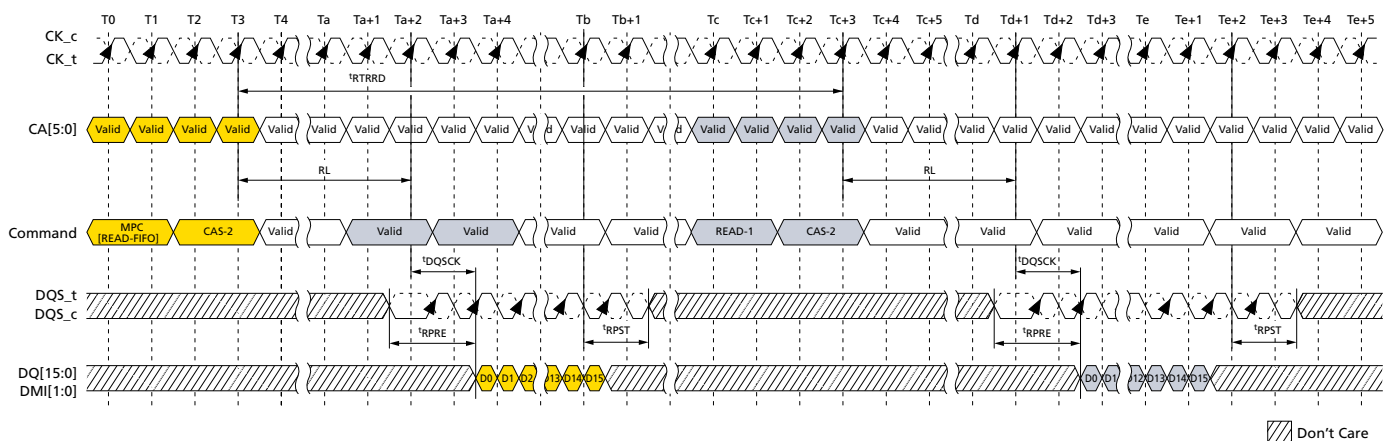 T0 T1 T2 T3 T4 Ta Ta+1 Ta+2 Ta+3 Ta+4 Tb Tb+1 Tc Tc+1 Tc+2 Tc+3 Tc+4 Tc+5 Td Td+1 Td+2 Td+3 Te Te+1 Te+2 Te+3 Te+4 Te+5
CK_c
CK_t
tRTRRD
CA[5:0] Valid Valid Valid Valid Valid Valid Valid Valid Valid Valid Valid Valid Valid Valid Valid Valid Valid Valid Valid Valid Valid Valid Valid Valid Valid Valid Valid
RL RL
Command MPC [READ-FIFO] CAS-2 Valid Valid Valid Valid Valid READ-1 CAS-2 Valid Valid Valid Valid Valid Valid
tDQSCK tDQSCK
DQS_t
DQS_c
tRPRE tRPST tRPRE tRPST
DQ[15:0]
DMI[1:0]
D0 D1 D2 D13 D14 D15 D0 D1 D12 D13 D14 D15
Don't Care